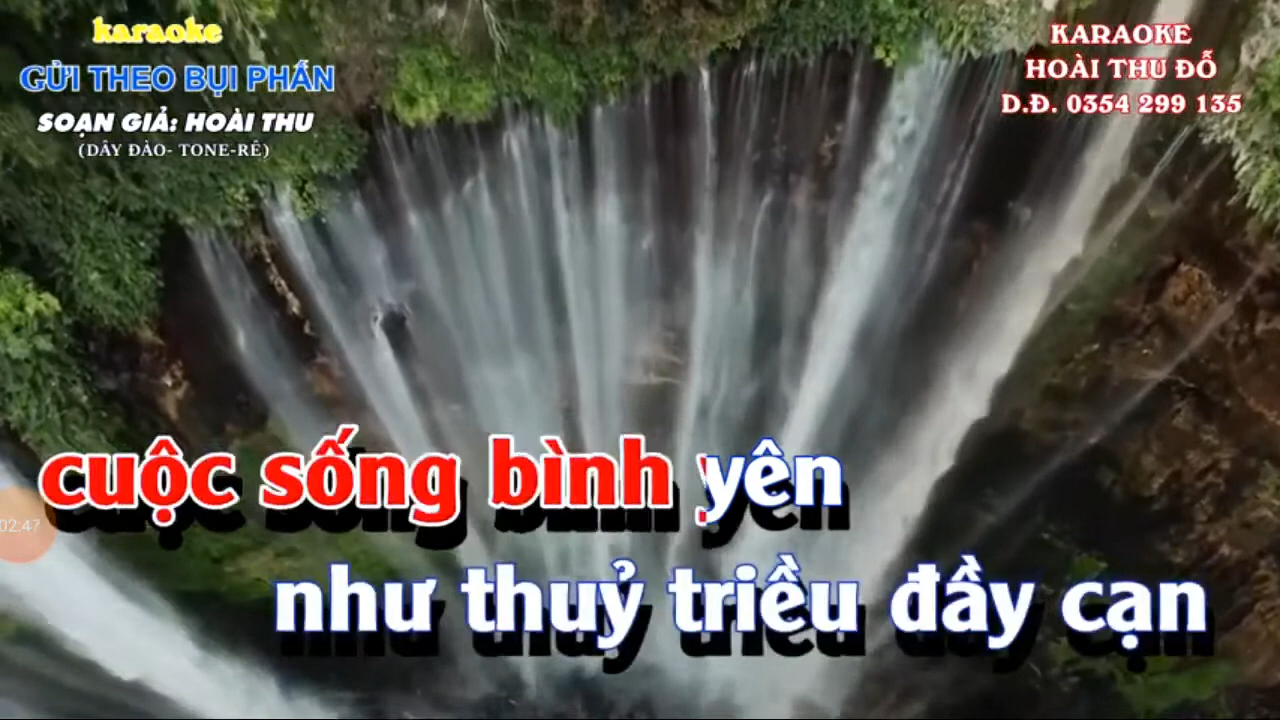 karaoke
GỬI THEO BỤI PHẤN
SOẠN GIẢ: HOÀI THU
(DÂY ĐÀO- TONE-RÊ)
KARAOKE
HOÀI THU ĐỖ
D.Đ. 0354 299 135
cuộc sống bình yên
02:47
như thuỷ triều đầy cạn